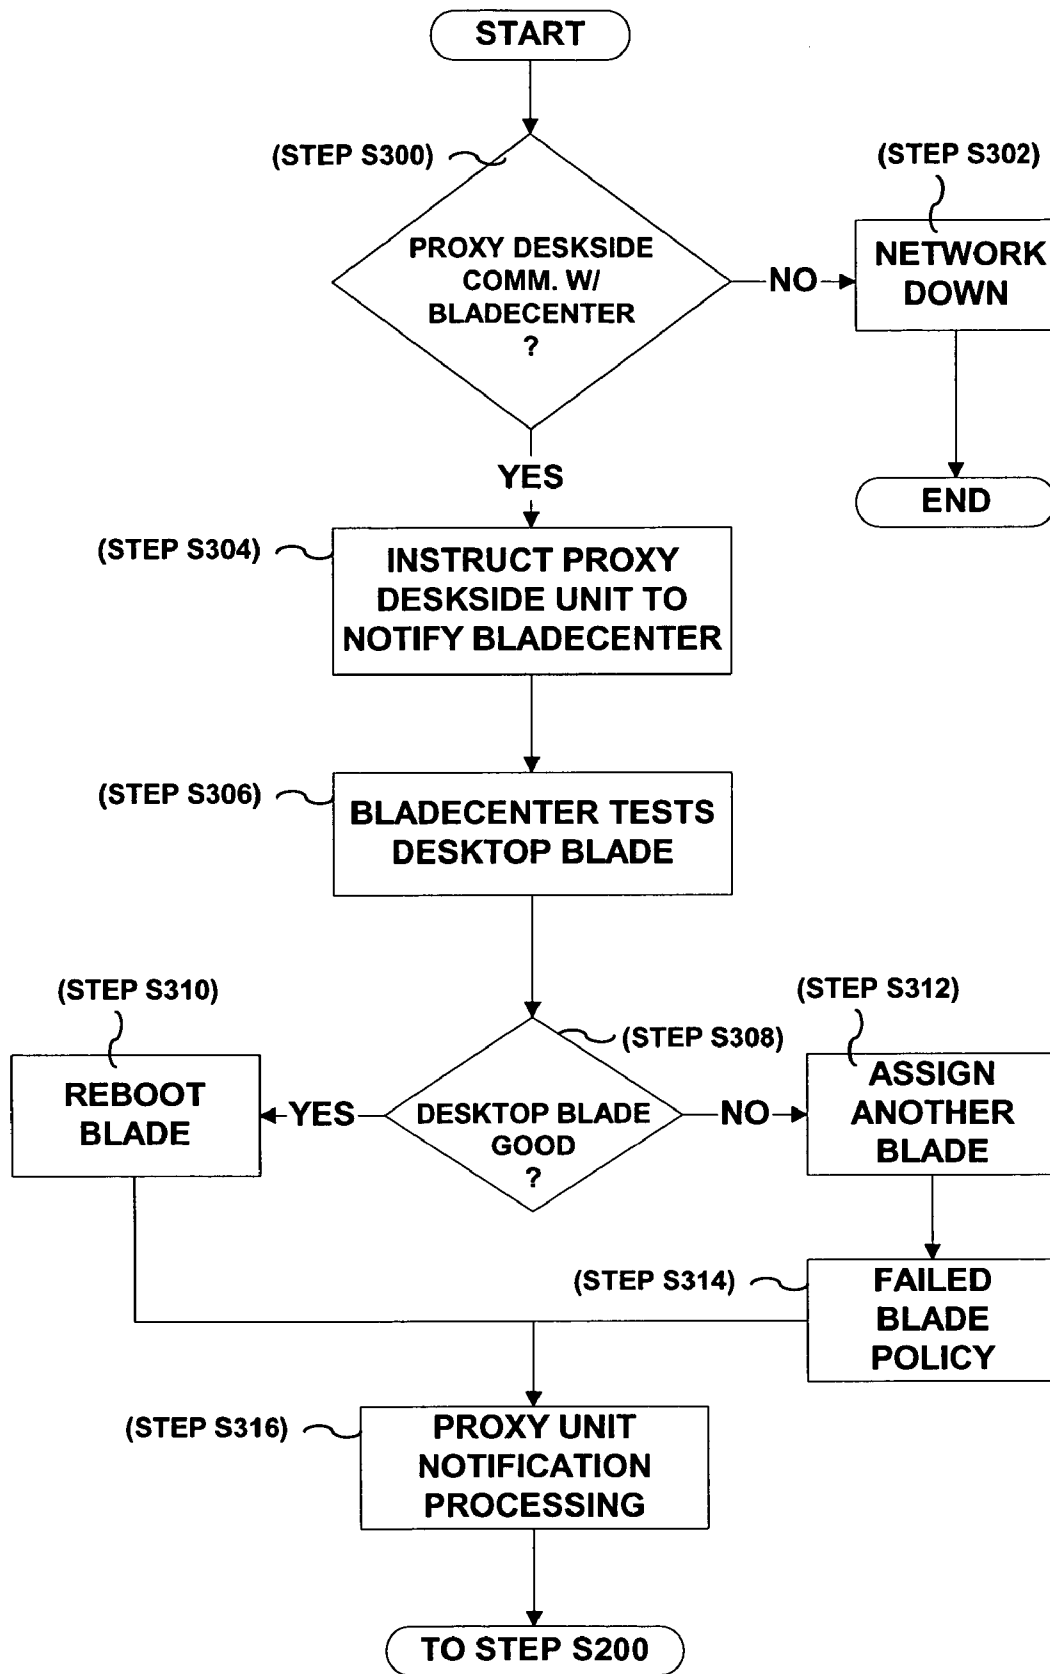 START
(STEP S300)
(STEP S302)
PROXY DESKSIDE
COMM. W/
BLADECENTER
?
NO
NETWORK
DOWN
YES
END
(STEP S304)
INSTRUCT PROXY
DESKSIDE UNIT TO
NOTIFY BLADECENTER
(STEP S306)
BLADECENTER TESTS
DESKTOP BLADE
(STEP S310)
(STEP S312)
(STEP S308)
REBOOT
BLADE
YES
DESKTOP BLADE
GOOD
?
NO
ASSIGN
ANOTHER
BLADE
(STEP S314)
FAILED
BLADE
POLICY
(STEP S316)
PROXY UNIT
NOTIFICATION
PROCESSING
TO STEP S200